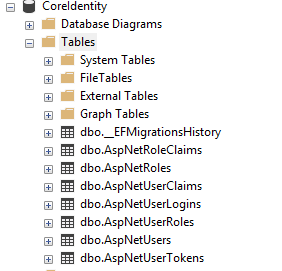 CoreIdentity
Database Diagrams
Tables
System Tables
FileTables
External Tables
Graph Tables
dbo.__EFMigrationsHistory
dbo.AspNetRoleClaims
dbo.AspNetRoles
dbo.AspNetUserClaims
dbo.AspNetUserLogins
dbo.AspNetUserRoles
dbo.AspNetUsers
dbo.AspNetUserTokens